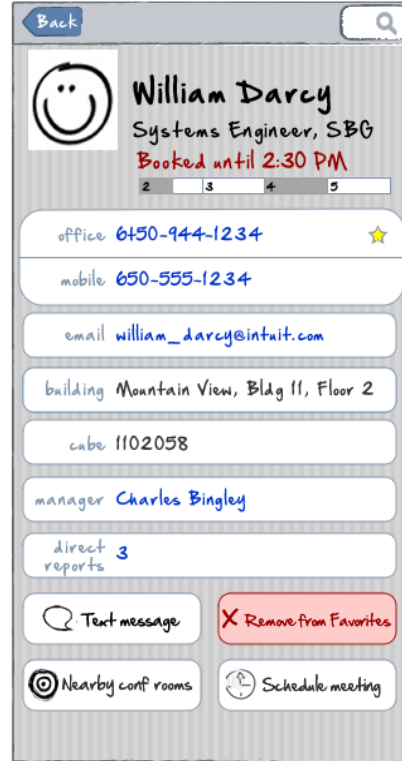 Back
William Darcy
Systems Engineer, SBG
Booked until 2:30 PM
2 3 4 5
office 6t50-944-1234
mobile 650-555-1234
email william_darcy@intuit.com
building Mountain View, Bldg 11, Floor 2
cube 1102058
manager Charles Bingley
direct
reports 3
Text message
X Remove from Favorites
Nearby conf rooms
Schedule meeting